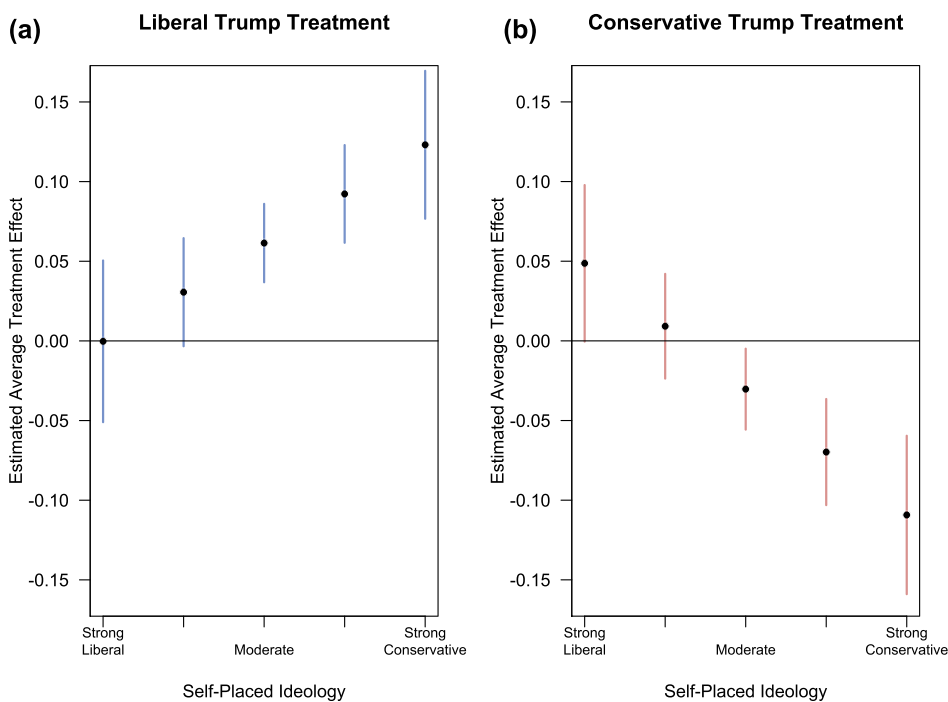 (a)
Liberal Trump Treatment
Estimated Average Treatment Effect
0.15
0.10
0.05
0.00
-0.05
-0.10
-0.15
Strong
Liberal
Moderate
Strong
Conservative
Self-Placed Ideology
(b)
Conservative Trump Treatment
Estimated Average Treatment Effect
0.15
0.10
0.05
0.00
-0.05
-0.10
-0.15
Strong
Liberal
Moderate
Strong
Conservative
Self-Placed Ideology